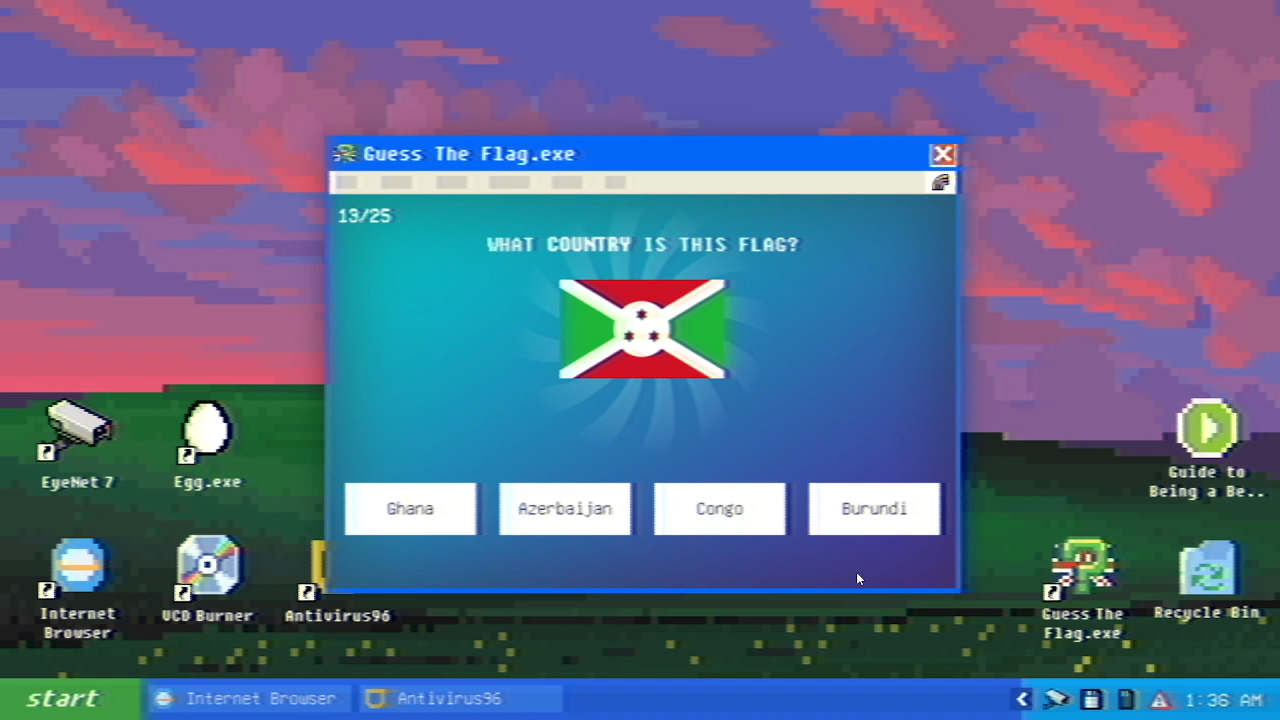 Guess The Flag.exe
13/25
WHAT COUNTRY IS THIS FLAG?
Ghana
Azerbaijan
Congo
Burundi
EyeNet 7
Egg.exe
Guide to
Being a Be..
Internet
Browser
VCD Burner
Antivirus96
Guess The
Flag.exe
Recycle Bin
start
Internet Browser
Antivirus96
1:36 AM